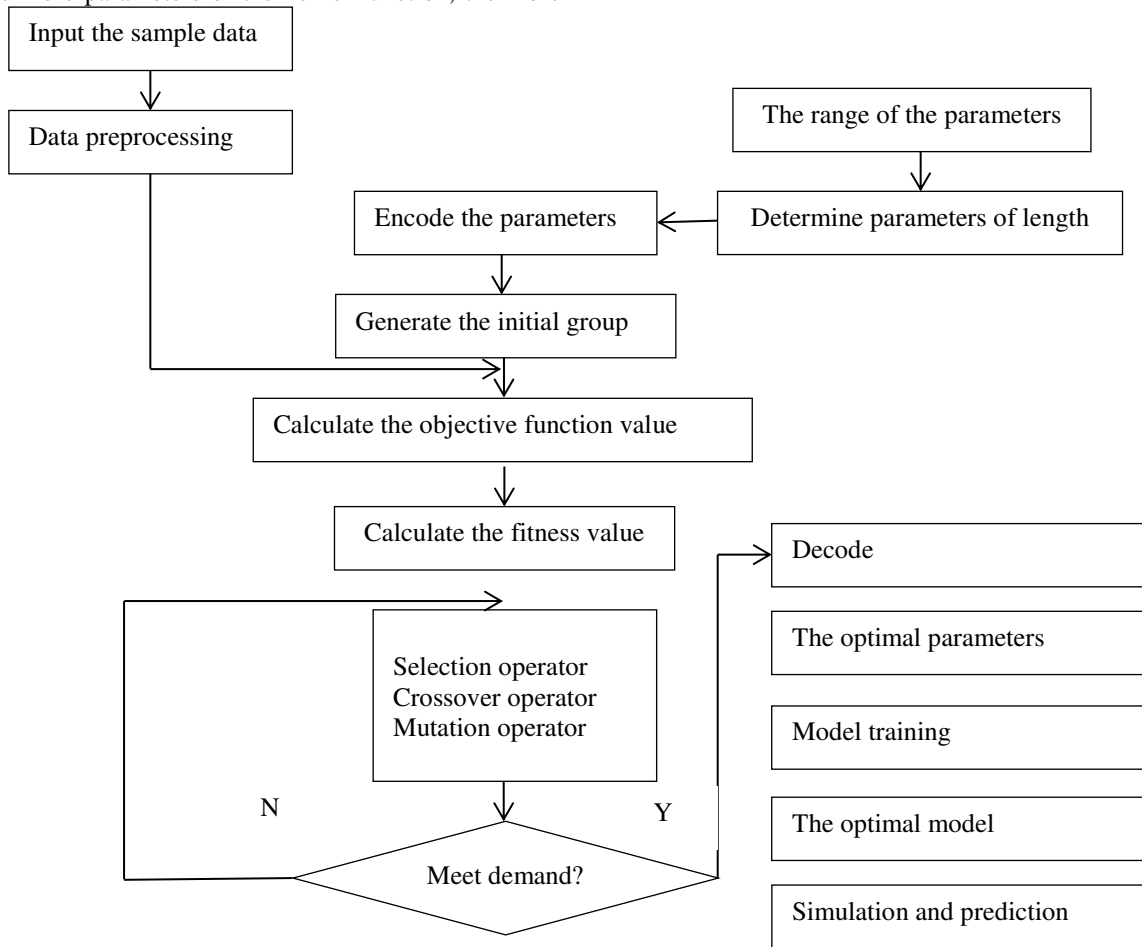 Input the sample data
The range of the parameters
Data preprocessing
Encode the parameters
Determine parameters of length
Generate the initial group
Calculate the objective function value
Calculate the fitness value
Decode
Selection operator
Crossover operator
Mutation operator
The optimal parameters
Model training
N
Y
The optimal model
Meet demand?
Simulation and prediction